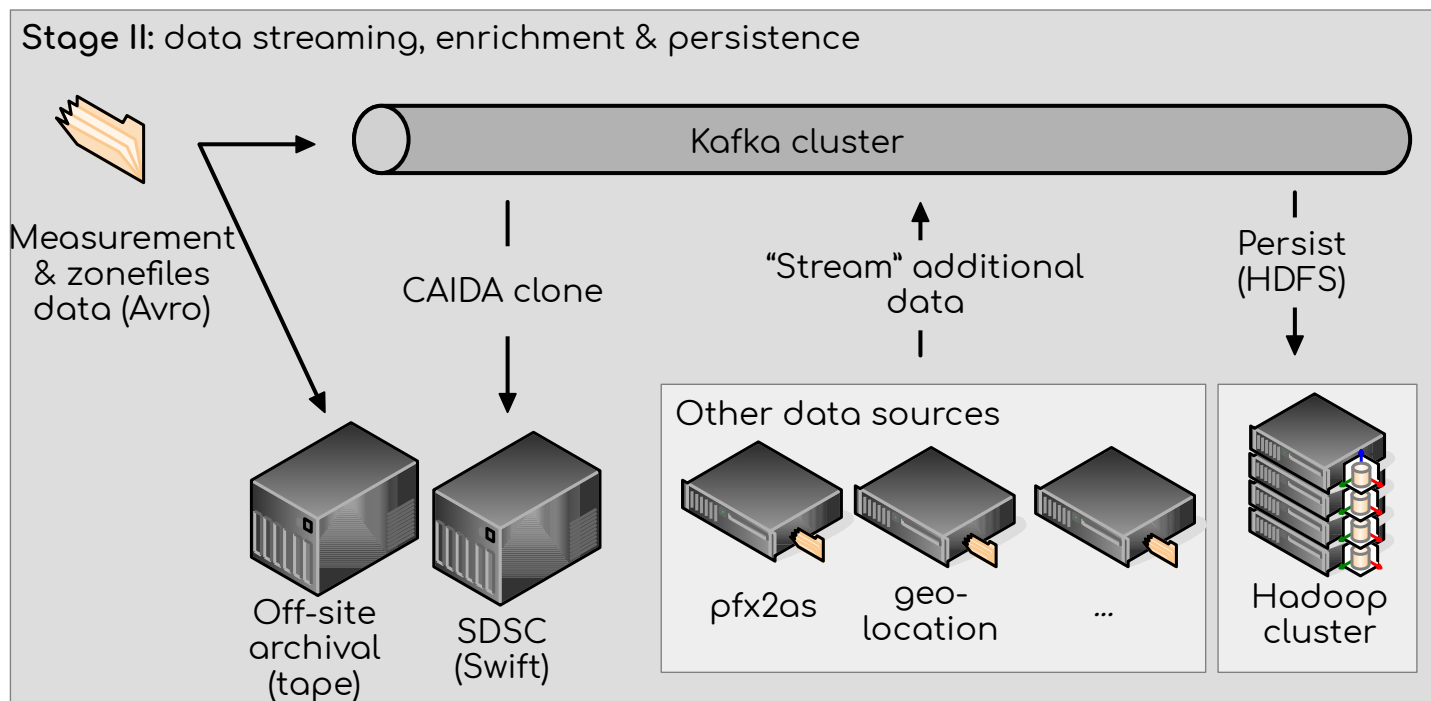 Stage II: data streaming, enrichment & persistence
Kafka cluster
Measurement
& zonefiles
data (Avro)
CAIDA clone
“Stream” additional
data
Persist
(HDFS)
Other data sources
pfx2as
geo-
location
...
Hadoop
cluster
Off-site
archival
(tape)
SDSC
(Swift)